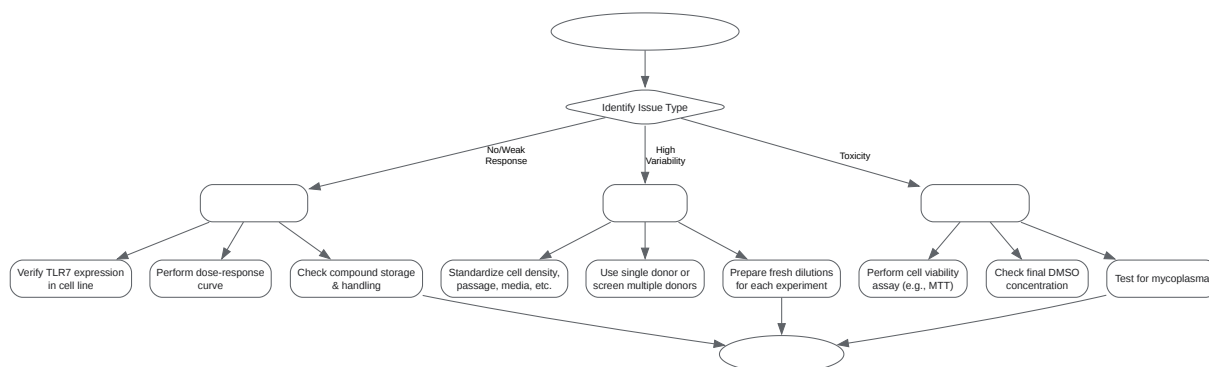 Identify Issue Type
No/Weak
Response
High
Variability
Toxicity
Verify TLR7 expression
in cell line
Perform dose-response
curve
Check compound storage
& handling
Standardize cell density,
passage, media, etc.
Use single donor or
screen multiple donors
Prepare fresh dilutions
for each experiment
Perform cell viability
assay (e.g., MTT)
Check final DMSO
concentration
Test for mycoplasma